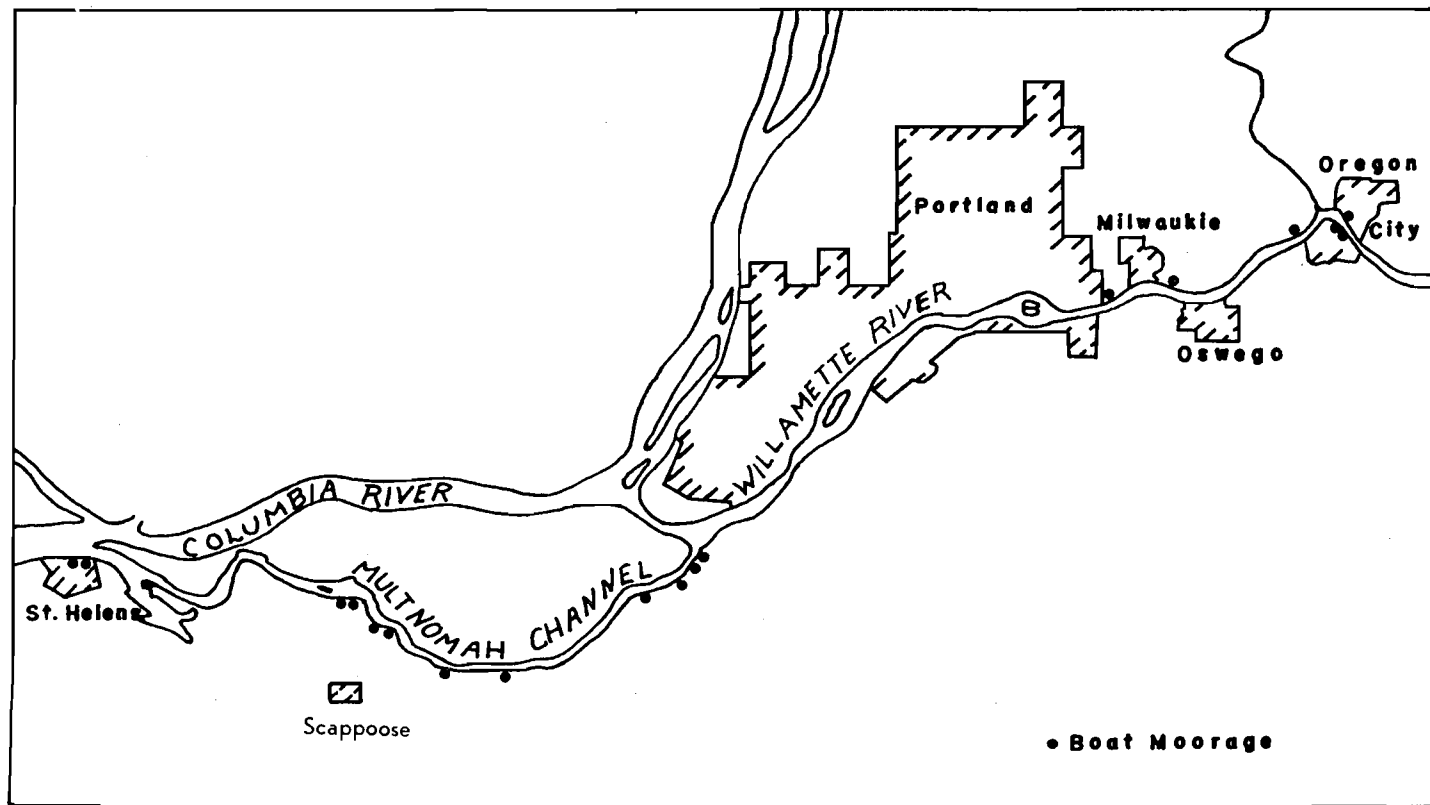 Oregon
City
Portland
Milwaukie
B
Oswego
WILLAMETTE RIVER
COLUMBIA RIVER
MULTNOMAH CHANNEL
St. Helens
Scappoose
• Boat Moorage